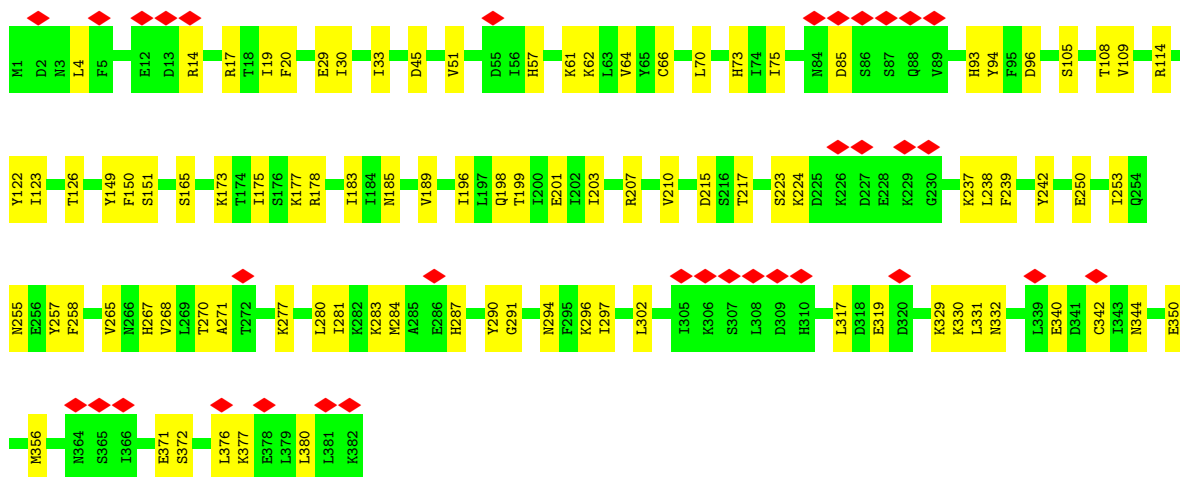 M1 D2 N3 L4 F5 E12 D13 R14 R17 T18 I19 F20 E29 I30 I33 D45 V51 D55 I56 H57 K61 K62 L63 V64 Y65 C66 L70 H73 I74 I75 N84 D85 S86 S87 Q88 V89 H93 Y94 F95 D96 S105 T108 V109 R114
Y122 I123 T126 Y149 F150 S151 S165 K173 T174 I175 S176 K177 R178 I183 I184 N185 V189 I196 L197 Q198 T199 I200 E201 I202 I203 R207 V210 D215 S216 T217 S223 K224 D225 K226 D227 E228 K229 G230 K237 L238 F239 Y242 E250 I253 Q254
N255 E256 Y257 F258 V265 N266 H267 V268 L269 T270 A271 T272 K277 L280 I281 K282 K283 M284 A285 E286 H287 Y290 G291 N294 F295 K296 I297 L302 I305 K306 S307 L308 D309 H310 L317 D318 E319 D320 K329 K330 L331 N332 L339 E340 D341 C342 I343 N344 E350
M356 N364 S365 I366 E371 S372 L376 K377 E378 L379 L380 L381 K382